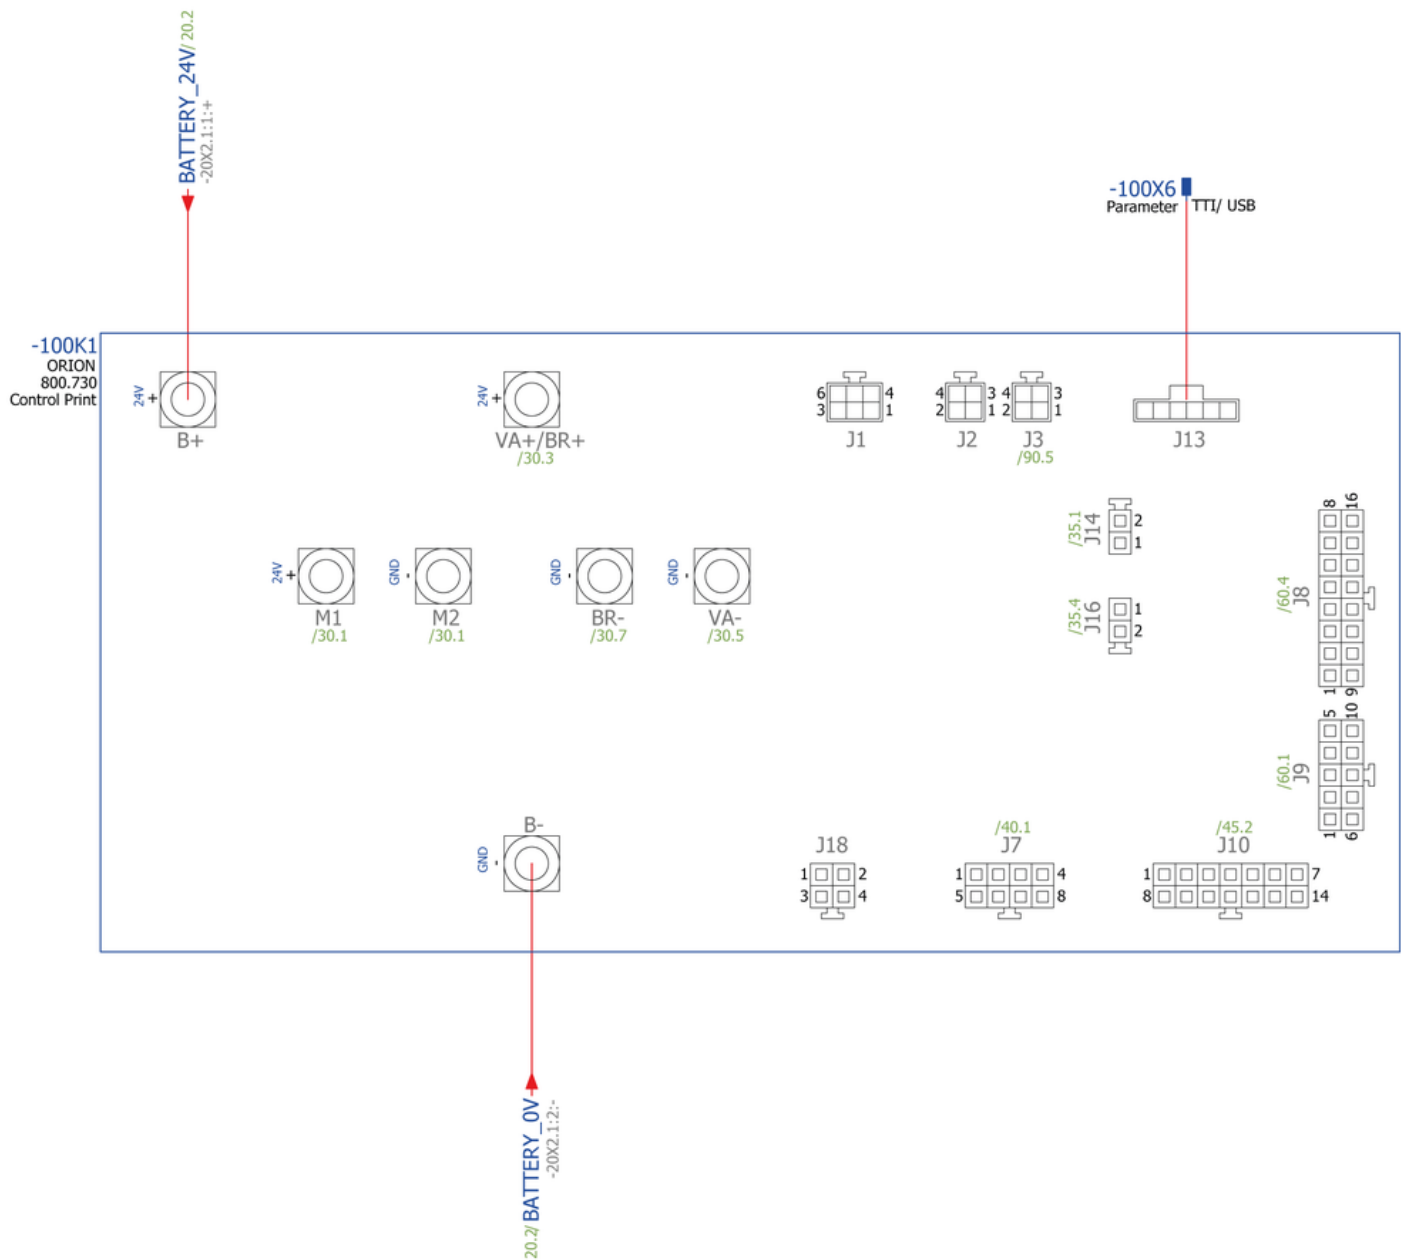 BATTERY_24V/ 20.2
-20X2.1:1:+
-100X6
Parameter
TTI/ USB
-100K1
ORION
800.730
Control Print
24V
+
B+
24V
+
VA+/BR+
/30.3
6
4
3
1
J1
4
3
2
1
J2
4
3
2
1
J3
/90.5
J13
/35.1
J14
2
1
/35.4
J16
1
2
8
16
/60.4
J8
1
9
5
10
/60.1
J9
1
6
24V
+
M1
/30.1
GND
-
M2
/30.1
GND
-
BR-
/30.7
GND
-
VA-
/30.5
B-
GND
-
J18
1
2
3
4
/40.1
J7
1
4
5
8
/45.2
J10
1
7
8
14
20.2/ BATTERY_0V
-20X2.1:2:-